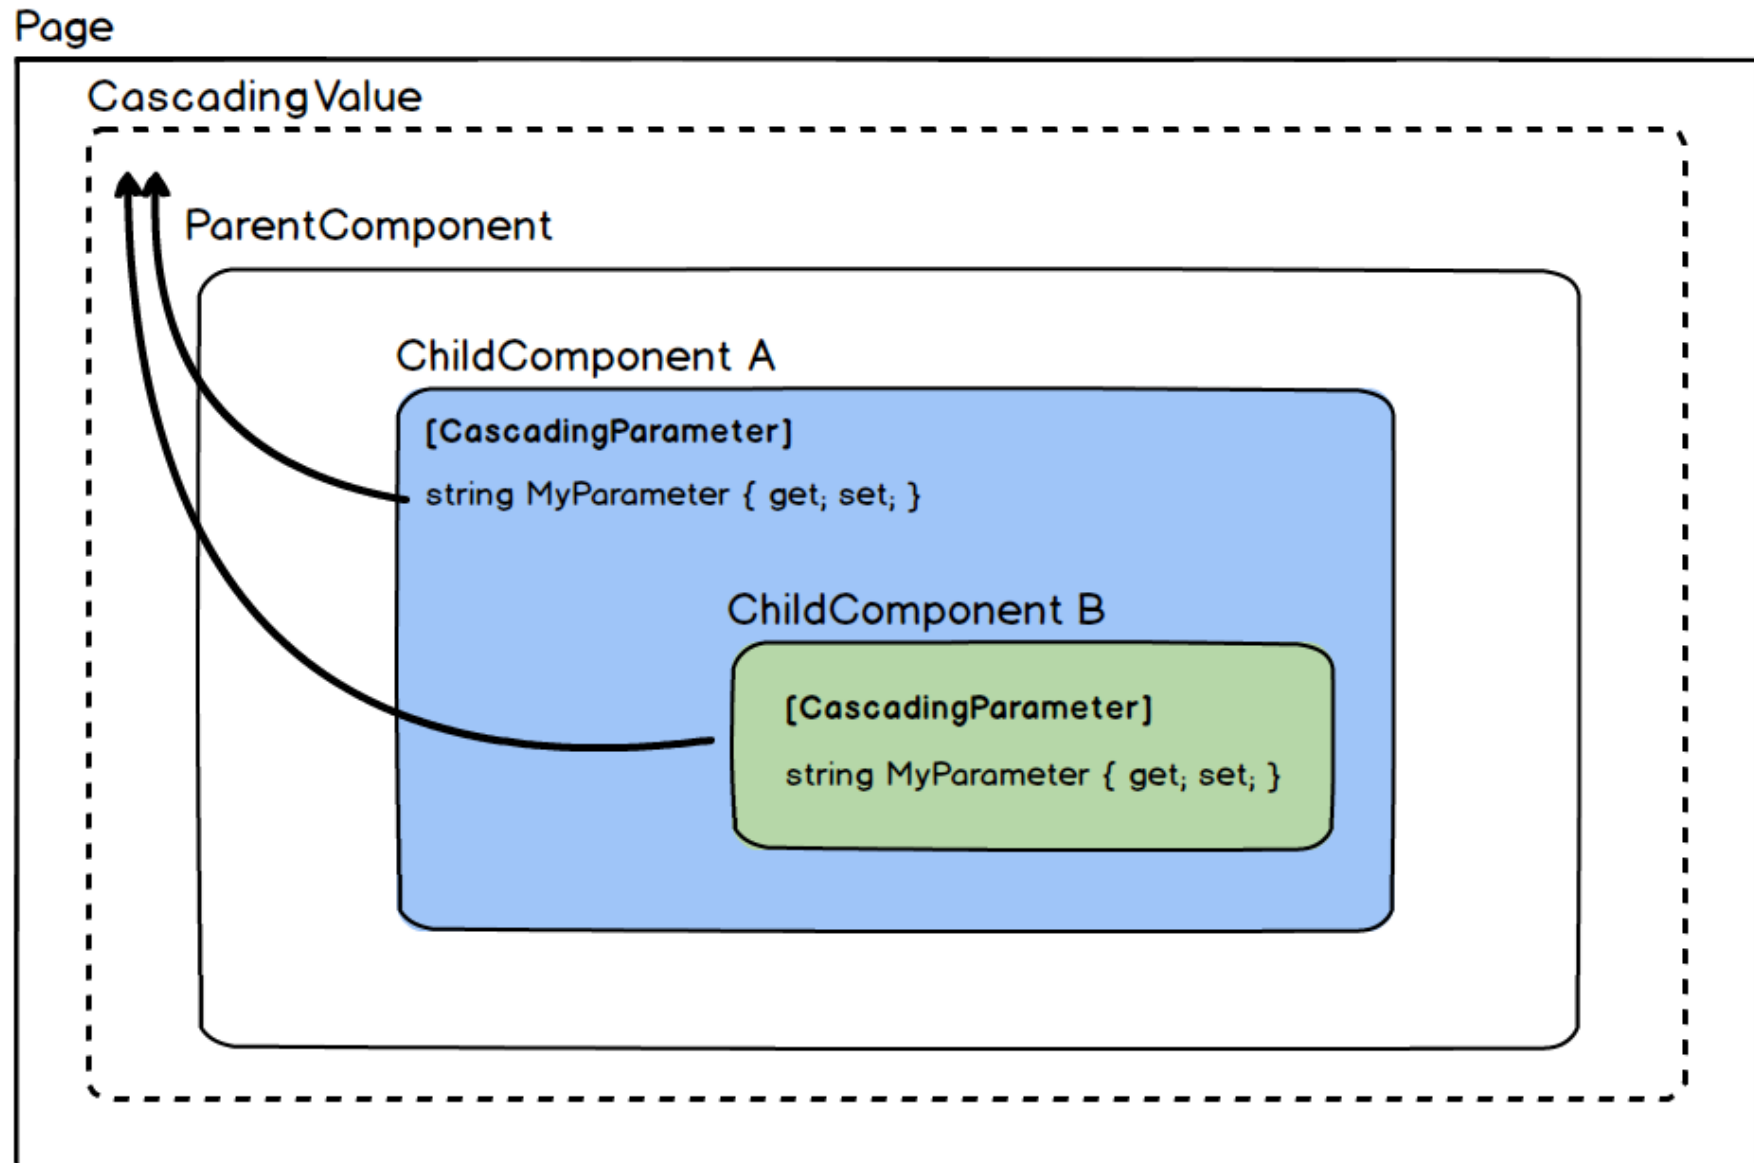 Page
CascadingValue
ParentComponent
ChildComponent A
[CascadingParameter]
string MyParameter { get; set; }
ChildComponent B
[CascadingParameter]
string MyParameter { get; set; }